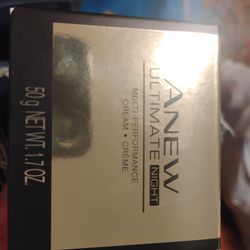 ANEW
ULTIMATE NIGHT
MULTI-PERFORMANCE
CREAM • CRÈME
50 g NET WT. 1.7 OZ.